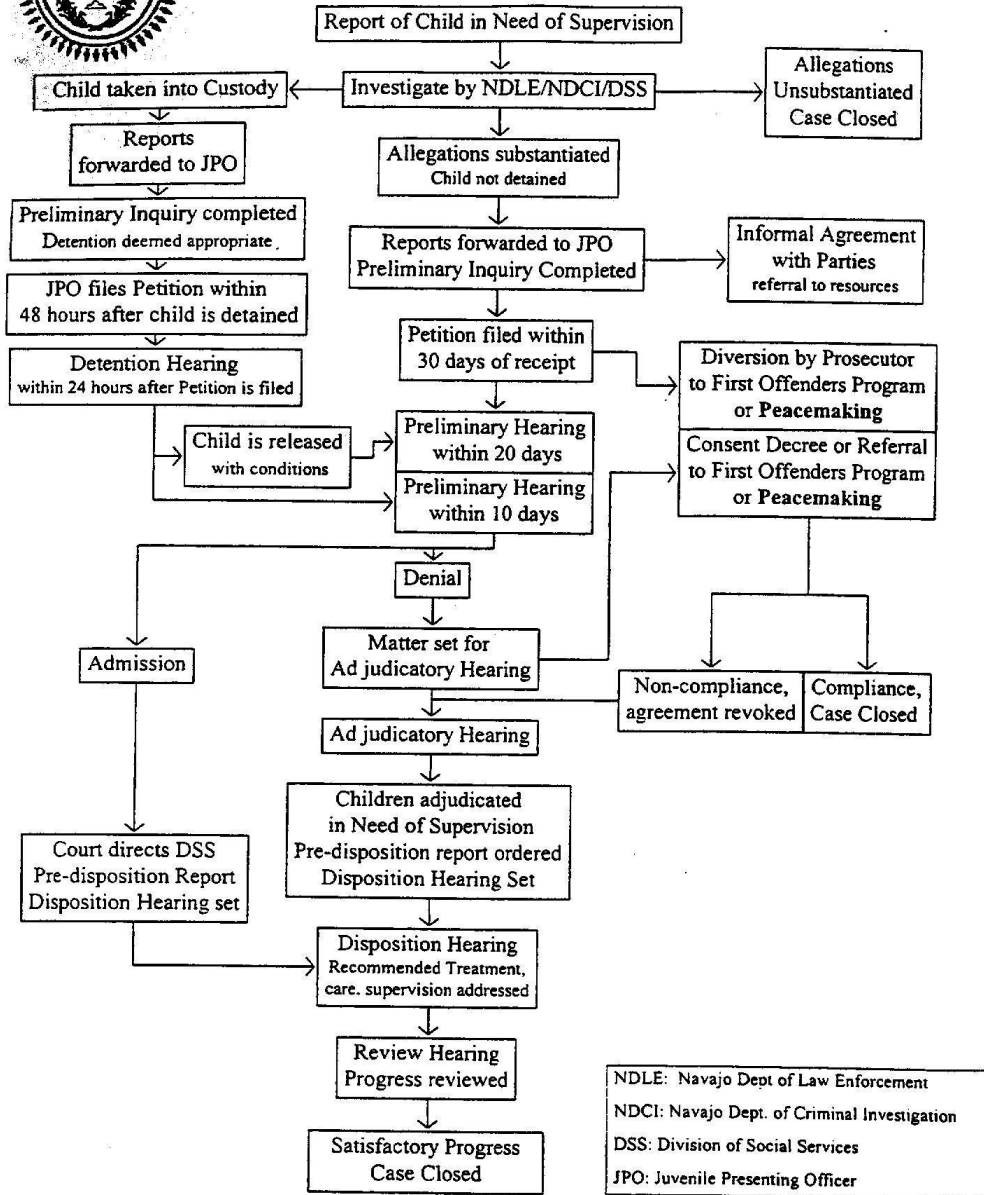 Report of Child in Need of Supervision
Child taken into Custody
Investigate by NDLE/NDCI/DSS
Allegations
Unsubstantiated
Case Closed
Reports
forwarded to JPO
Allegations substantiated
Child not detained
Preliminary Inquiry completed
Detention deemed appropriate.
Reports forwarded to JPO
Preliminary Inquiry Completed
Informal Agreement
with Parties
referral to resources
JPO files Petition within
48 hours after child is detained
Petition filed within
30 days of receipt
Detention Hearing
within 24 hours after Petition is filed
Diversion by Prosecutor
to First Offenders Program
or Peacemaking
Child is released
with conditions
Preliminary Hearing
within 20 days
Preliminary Hearing
within 10 days
Consent Decree or Referral
to First Offenders Program
or Peacemaking
Denial
Admission
Matter set for
Ad judicatory Hearing
Non-compliance,
agreement revoked
Compliance,
Case Closed
Ad judicatory Hearing
Children adjudicated
in Need of Supervision
Pre-disposition report ordered
Disposition Hearing Set
Court directs DSS
Pre-disposition Report
Disposition Hearing set
Disposition Hearing
Recommended Treatment,
care. supervision addressed
Review Hearing
Progress reviewed
Satisfactory Progress
Case Closed
NDLE: Navajo Dept of Law Enforcement
NDCI: Navajo Dept. of Criminal Investigation
DSS: Division of Social Services
JPO: Juvenile Presenting Officer